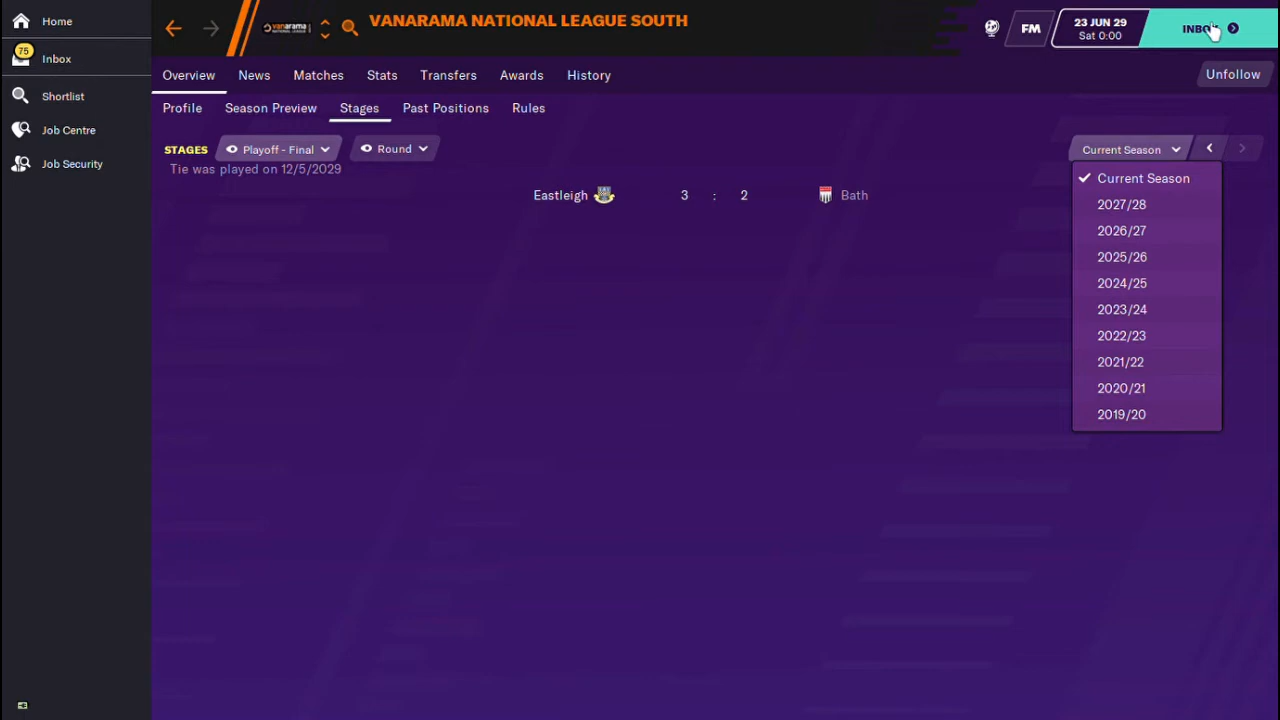 Home
75
Inbox
Shortlist
Job Centre
Job Security
vanarama
VANARAMA NATIONAL LEAGUE SOUTH
FM
23 JUN 29
Sat 0:00
Overview News Matches Stats Transfers Awards History
Unfollow
Profile Season Preview Stages Past Positions Rules
STAGES Playoff - Final Round
Current Season
Tie was played on 12/5/2029
Eastleigh 3 : 2 Bath
Current Season
2027/28
2026/27
2025/26
2024/25
2023/24
2022/23
2021/22
2020/21
2019/20